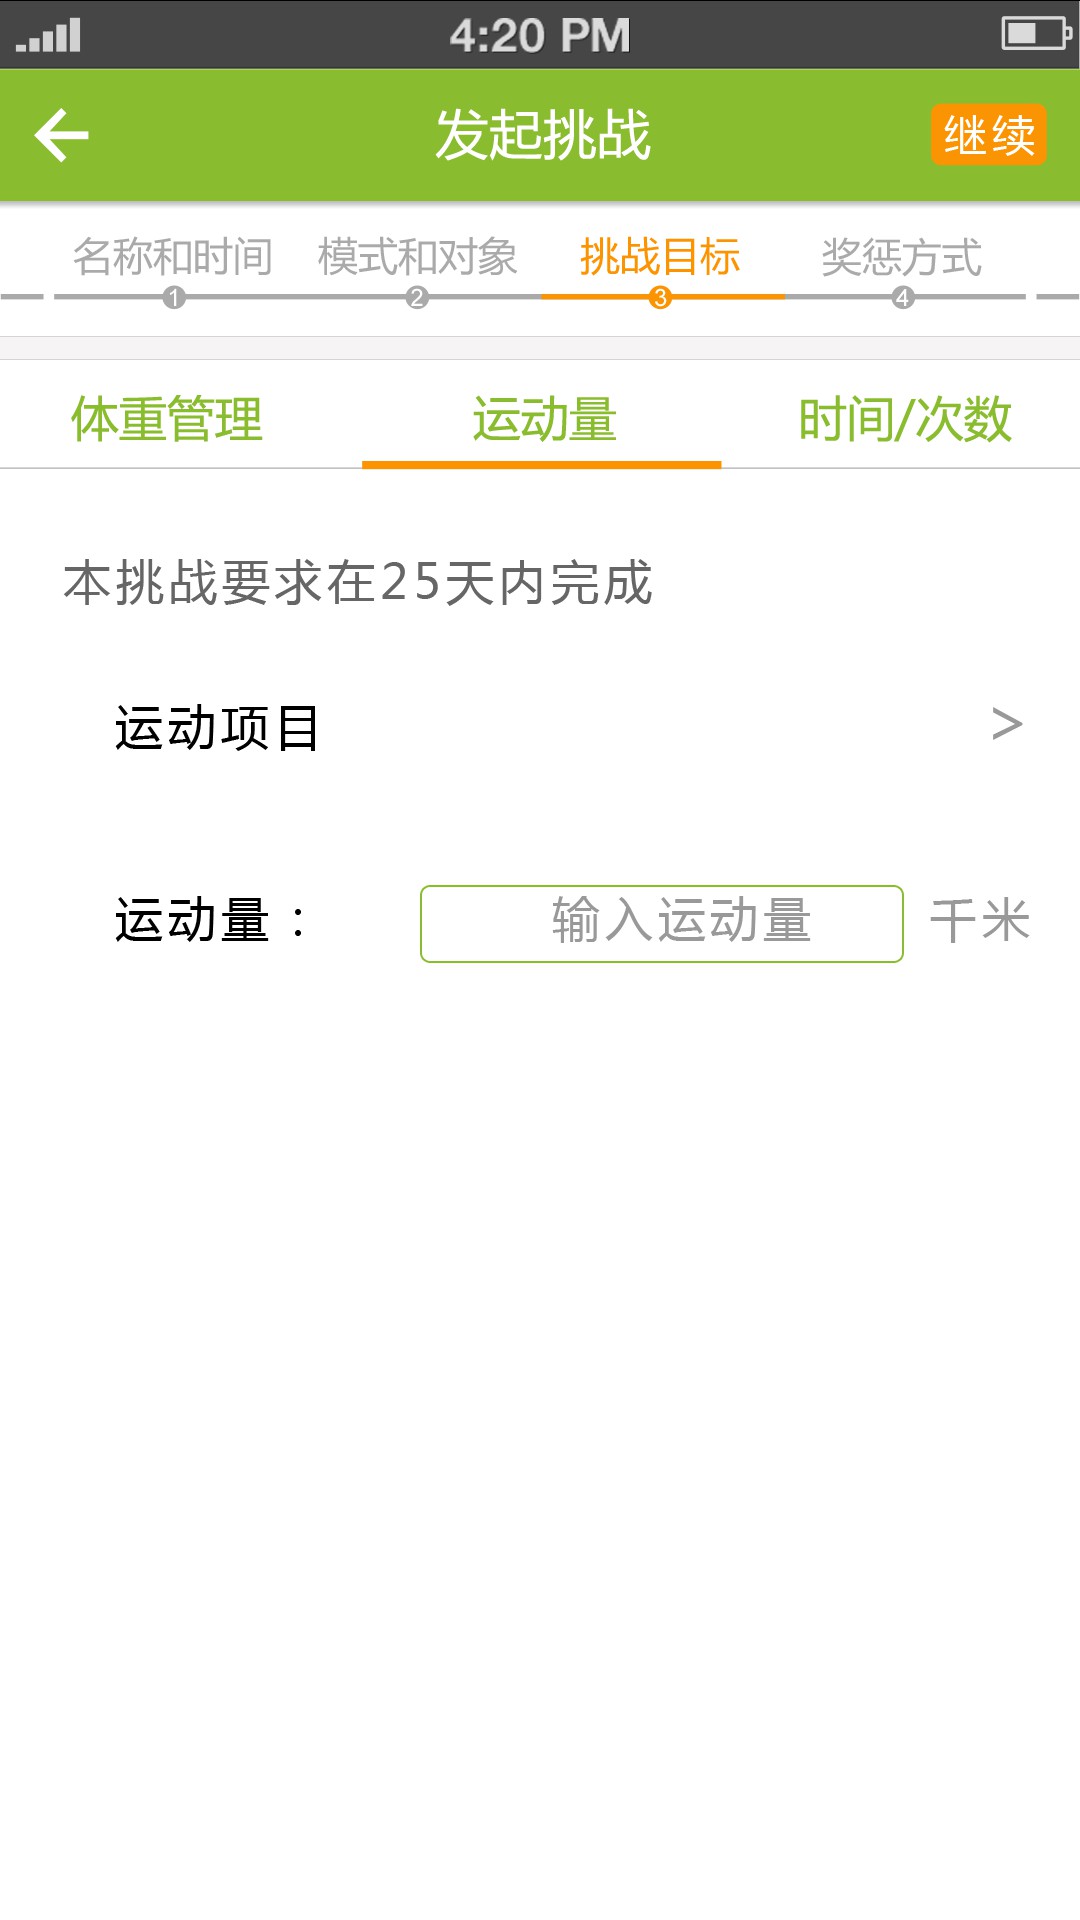 4:20 PM
发起挑战 继续
名称和时间 模式和对象 挑战目标 奖惩方式
1 2 3 4
体重管理 运动量 时间/次数
本挑战要求在25天内完成
运动项目 >
运动量： 输入运动量 千米